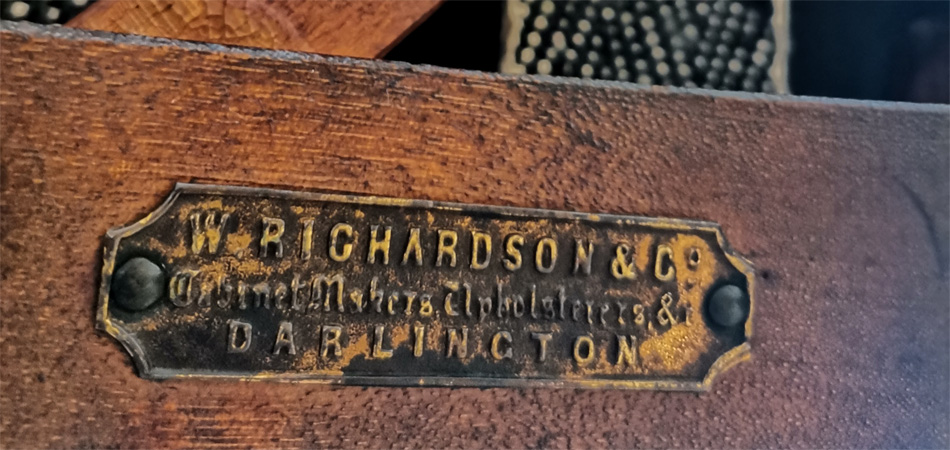 W. RICHARDSON & Co
Cabinet Makers, Upholsterers, &c
DARLINGTON